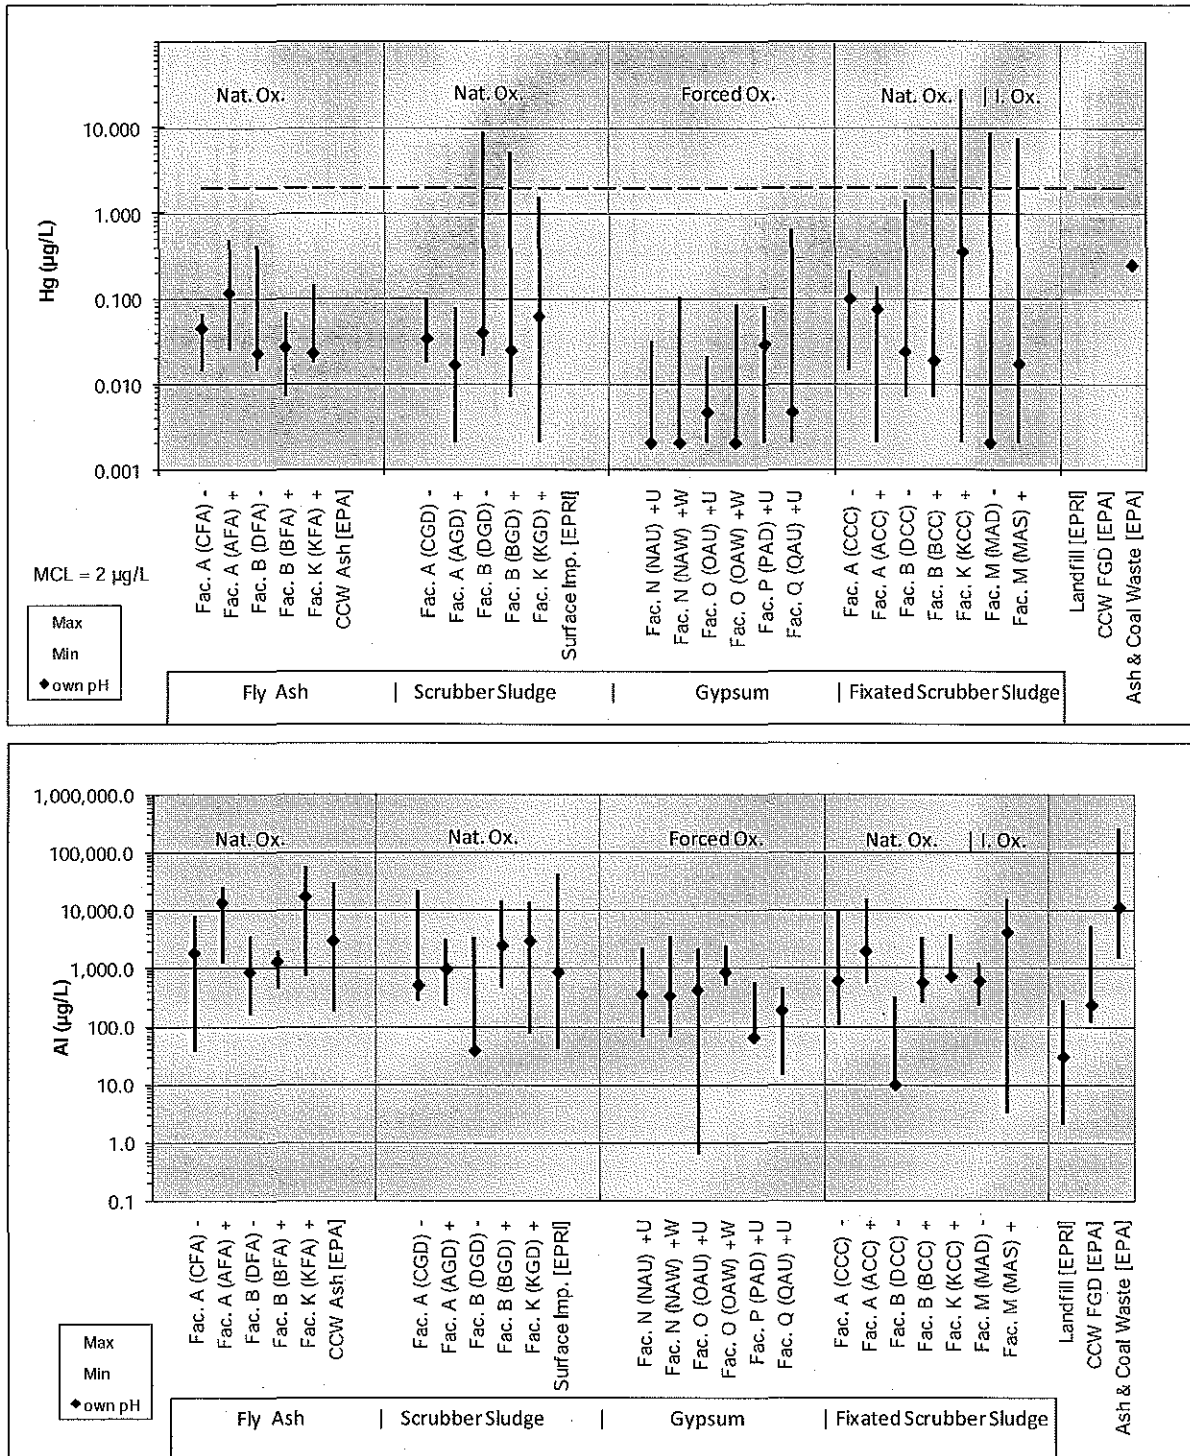 Nat. Ox. Nat. Ox. Forced Ox. Nat. Ox. | I. Ox.
10.000
1.000
0.100
0.010
0.001
Hg (µg/L)
Fac. A (CFA) -
Fac. A (AFA) +
Fac. B (DFA) -
Fac. B (BFA) +
Fac. K (KFA) +
CCW Ash [EPA]
Fac. A (CGD) -
Fac. A (AGD) +
Fac. B (DGD) -
Fac. B (BGD) +
Fac. K (KGD) +
Surface Imp. [EPRI]
Fac. N (NAU) +U
Fac. N (NAW) +W
Fac. O (OAU) +U
Fac. O (OAW) +W
Fac. P (PAD) +U
Fac. Q (QAU) +U
Fac. A (CCC) -
Fac. A (ACC) +
Fac. B (DCC) -
Fac. B (BCC) +
Fac. K (KCC) +
Fac. M (MAD) -
Fac. M (MAS) +
Landfill [EPRI]
CCW FGD [EPA]
Ash & Coal Waste [EPA]
MCL = 2 µg/L
Max
Min
own pH
Fly Ash | Scrubber Sludge | Gypsum | Fixated Scrubber Sludge
Nat. Ox. Nat. Ox. Forced Ox. Nat. Ox. | I. Ox.
1,000,000.0
100,000.0
10,000.0
1,000.0
100.0
10.0
1.0
0.1
Al (µg/L)
Fac. A (CFA) -
Fac. A (AFA) +
Fac. B (DFA) -
Fac. B (BFA) +
Fac. K (KFA) +
CCW Ash [EPA]
Fac. A (CGD) -
Fac. A (AGD) +
Fac. B (DGD) -
Fac. B (BGD) +
Fac. K (KGD) +
Surface Imp. [EPRI]
Fac. N (NAU) +U
Fac. N (NAW) +W
Fac. O (OAU) +U
Fac. O (OAW) +W
Fac. P (PAD) +U
Fac. Q (QAU) +U
Fac. A (CCC) -
Fac. A (ACC) +
Fac. B (DCC) -
Fac. B (BCC) +
Fac. K (KCC) +
Fac. M (MAD) -
Fac. M (MAS) +
Landfill [EPRI]
CCW FGD [EPA]
Ash & Coal Waste [EPA]
Max
Min
own pH
Fly Ash | Scrubber Sludge | Gypsum | Fixated Scrubber Sludge